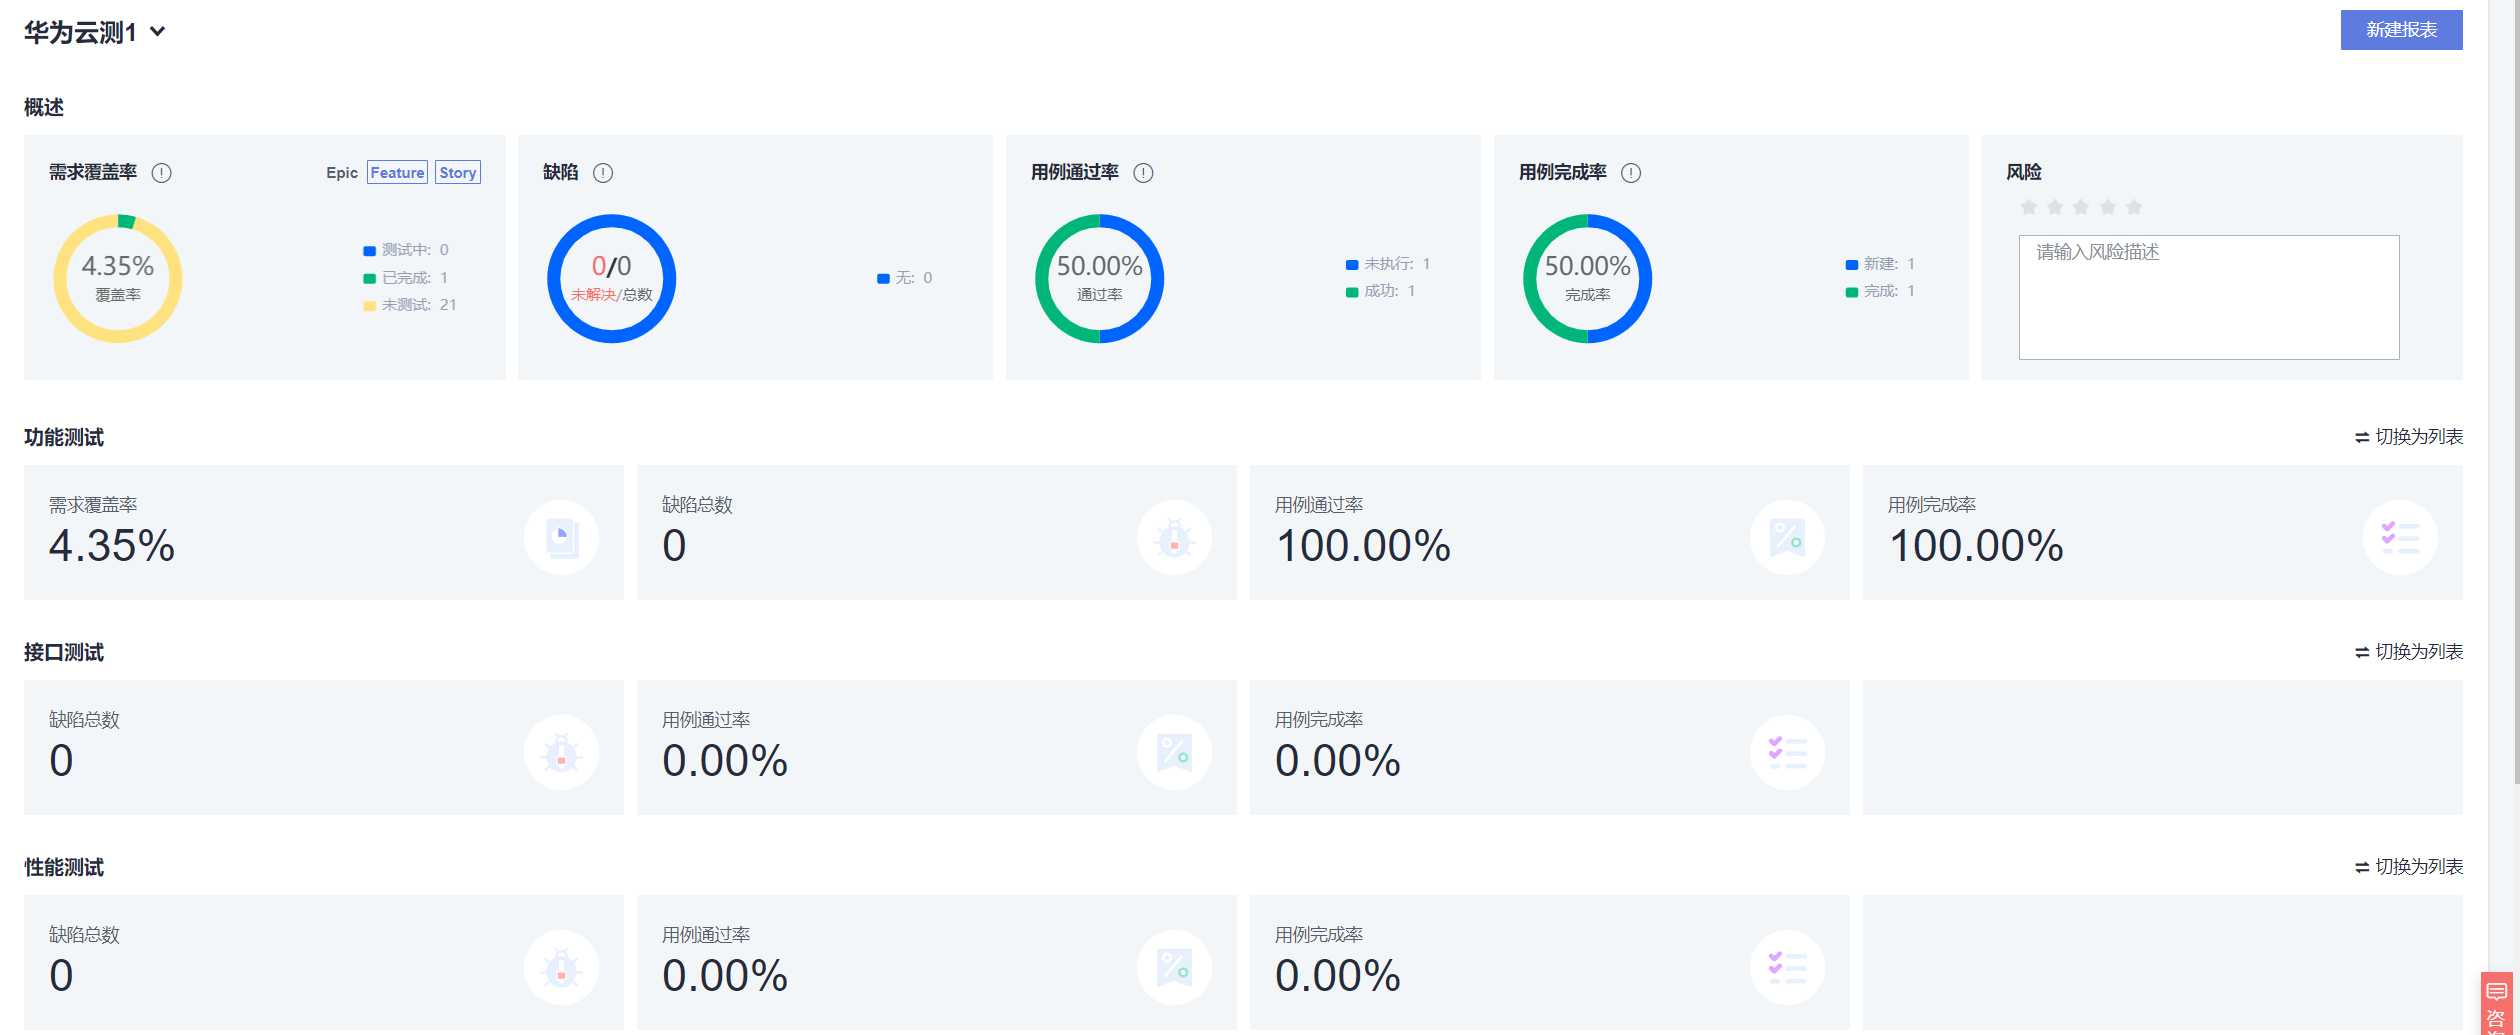 华为云测1
新建报表
概述
需求覆盖率
Epic Feature Story
4.35%
覆盖率
测试中: 0
已完成: 1
未测试: 21
缺陷
0/0
未解决/总数
无: 0
用例通过率
50.00%
通过率
未执行: 1
成功: 1
用例完成率
50.00%
完成率
新建: 1
完成: 1
风险
请输入风险描述
功能测试
切换为列表
需求覆盖率
4.35%
缺陷总数
0
用例通过率
100.00%
用例完成率
100.00%
接口测试
切换为列表
缺陷总数
0
用例通过率
0.00%
用例完成率
0.00%
性能测试
切换为列表
缺陷总数
0
用例通过率
0.00%
用例完成率
0.00%
咨